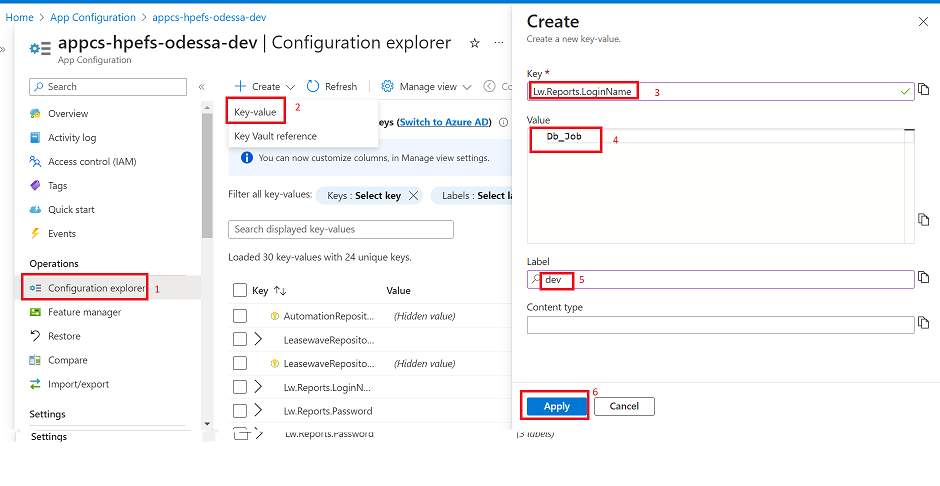 Home > App Configuration > appcs-hpefs-odessa-dev
appcs-hpefs-odessa-dev | Configuration explorer
App Configuration
Search
Overview
Activity log
Access control (IAM)
Tags
Quick start
Events
Operations
Configuration explorer 1
Feature manager
Restore
Compare
Import/export
Settings
Settings
Create
Refresh
Manage view
Co
Key-value 2
Key Vault reference
eys (Switch to Azure AD)
You can now customize columns, in Manage view settings.
Filter all key-values:
Keys : Select key
Labels : Select la
Search displayed key-values
Loaded 30 key-values with 24 unique keys.
Key Value
AutomationReposit... (Hidden value)
LeasewaveReposito...
LeasewaveReposito... (Hidden value)
Lw.Reports.LoginN...
Lw.Reports.Password
Lw.Reports.Password (3 labels)
Create
Create a new key-value.
Key *
Lw.Reports.LoginName 3
Value
Db_Job 4
Label
dev 5
Content type
6
Apply Cancel